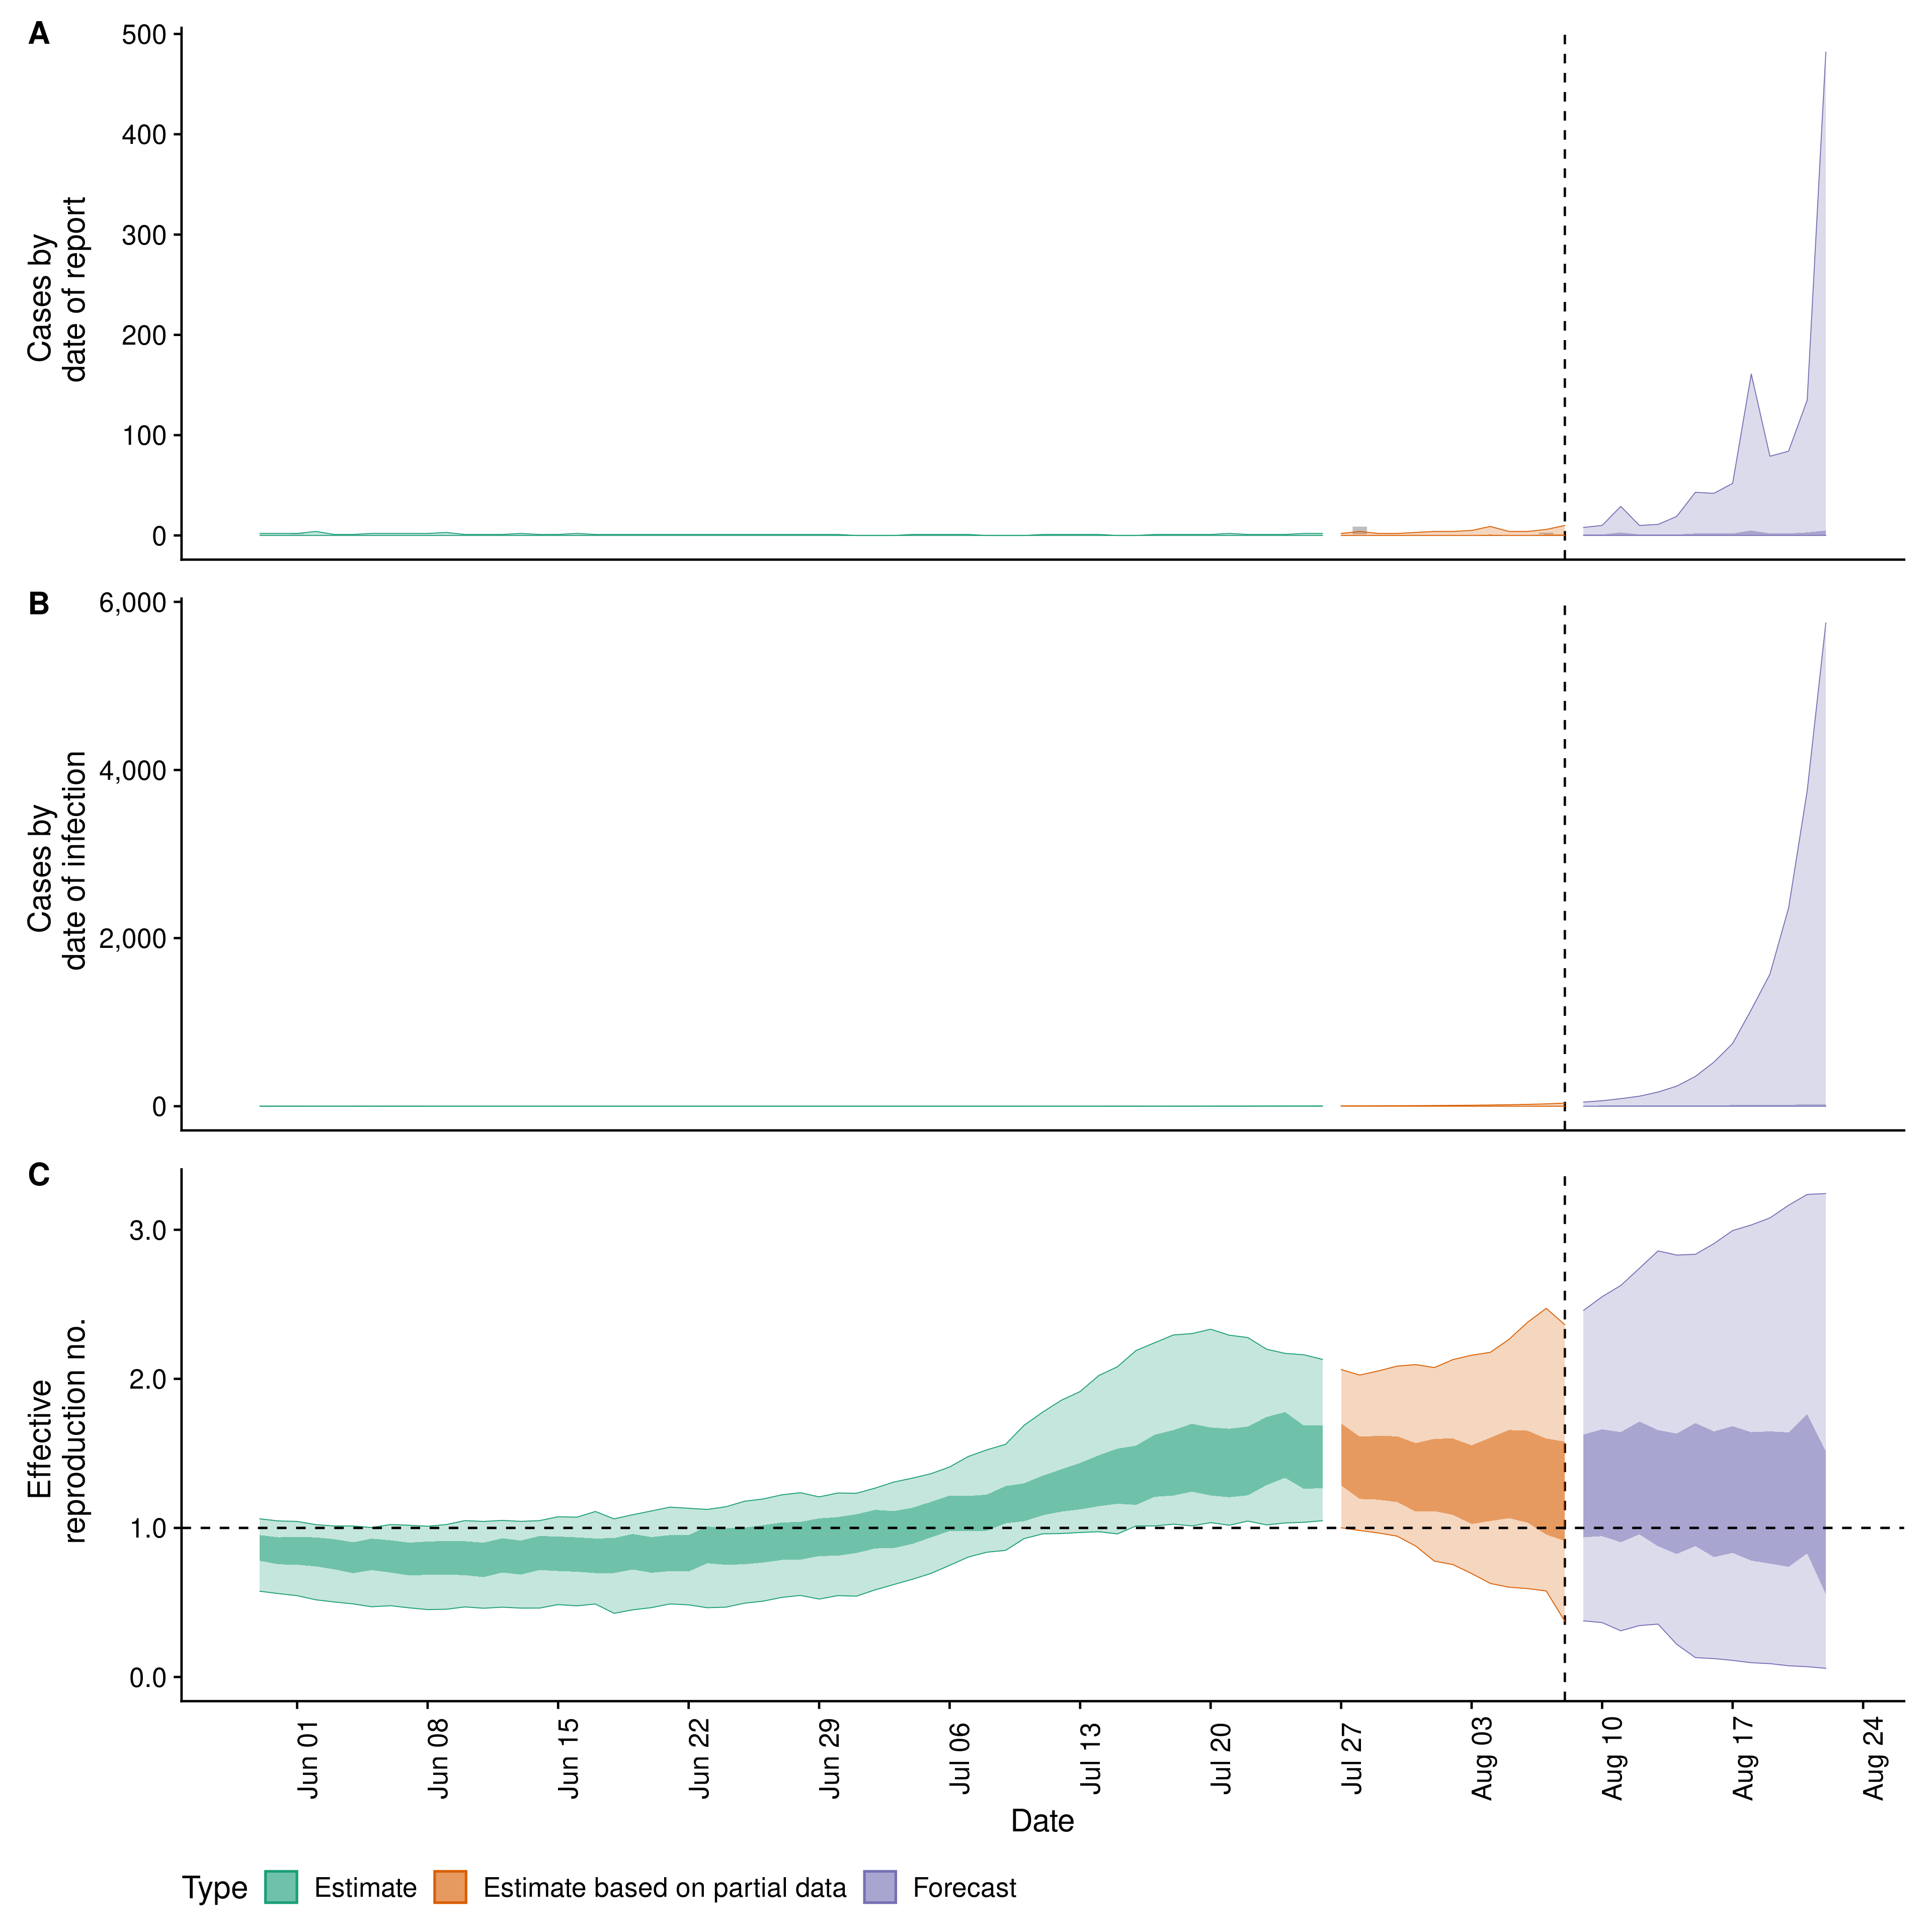 A
Cases by
date of report
500
400
300
200
100
0
B
Cases by
date of infection
6,000
4,000
2,000
0
C
Effective
reproduction no.
3.0
2.0
1.0
0.0
Jun 01
Jun 08
Jun 15
Jun 22
Jun 29
Jul 06
Jul 13
Jul 20
Jul 27
Aug 03
Aug 10
Aug 17
Aug 24
Date
Type Estimate Estimate based on partial data Forecast